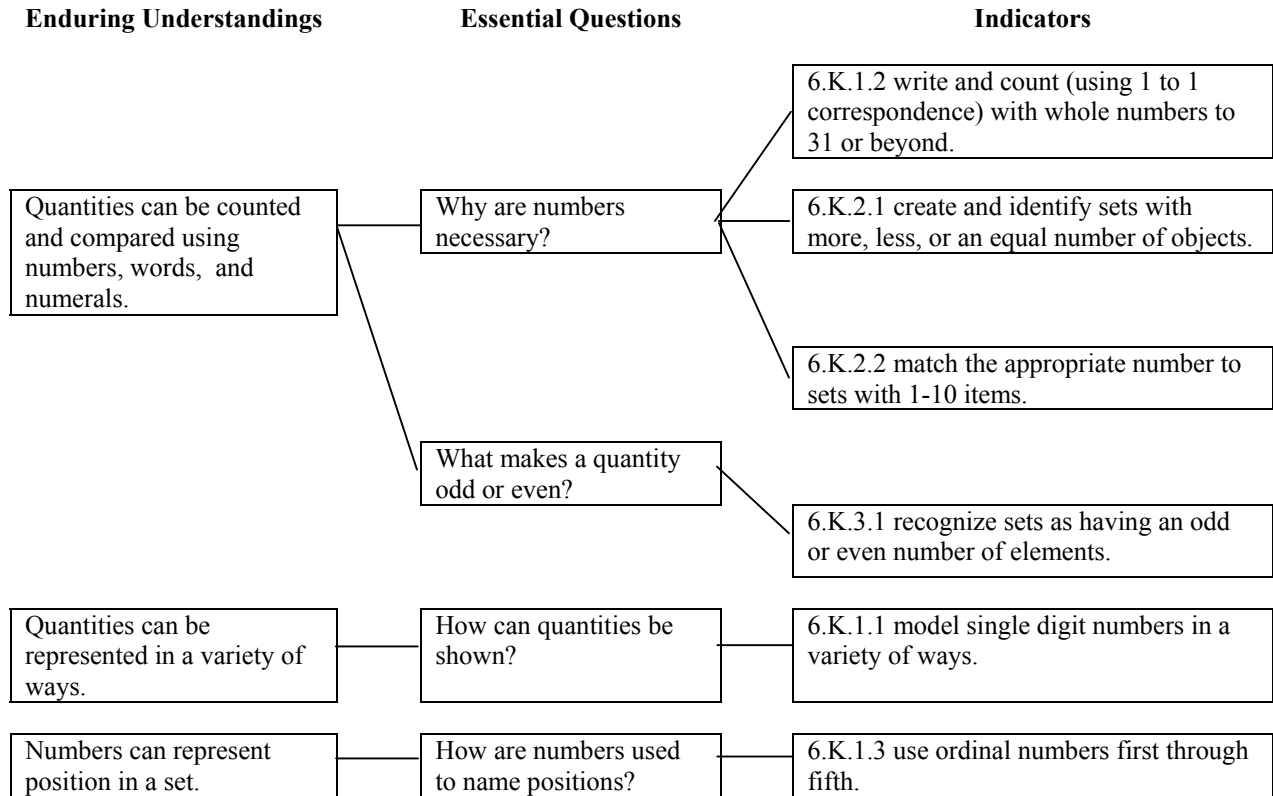 Enduring Understandings
Essential Questions
Indicators
6.K.1.2 write and count (using 1 to 1
correspondence) with whole numbers to
31 or beyond.
Quantities can be counted
and compared using
numbers, words,  and
numerals.
Why are numbers
necessary?
6.K.2.1 create and identify sets with
more, less, or an equal number of objects.
6.K.2.2 match the appropriate number to
sets with 1-10 items.
What makes a quantity
odd or even?
6.K.3.1 recognize sets as having an odd
or even number of elements.
Quantities can be
represented in a variety of
ways.
How can quantities be
shown?
6.K.1.1 model single digit numbers in a
variety of ways.
Numbers can represent
position in a set.
How are numbers used
to name positions?
6.K.1.3 use ordinal numbers first through
fifth.